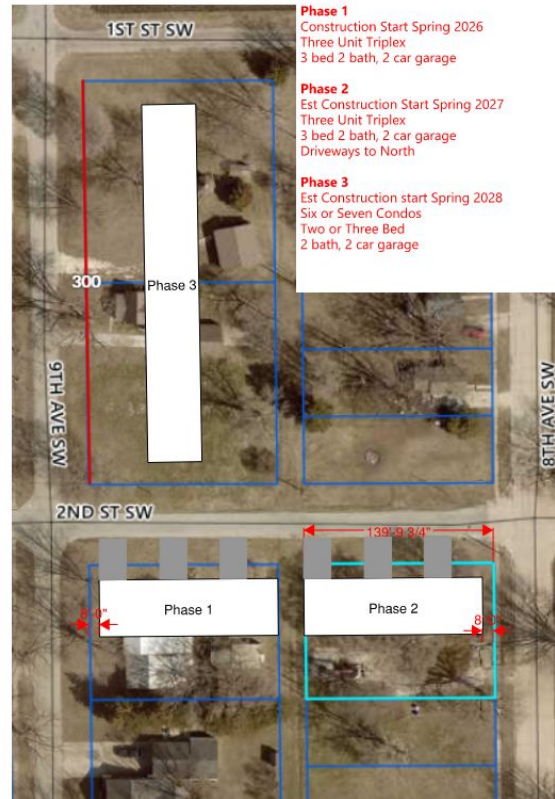 1ST ST SW
Phase 1
Construction Start Spring 2026
Three Unit Triplex
3 bed 2 bath, 2 car garage
Phase 2
Est Construction Start Spring 2027
Three Unit Triplex
3 bed 2 bath, 2 car garage
Driveways to North
Phase 3
Est Construction start Spring 2028
Six or Seven Condos
Two or Three Bed
2 bath, 2 car garage
300
Phase 3
9TH AVE SW
8TH AVE SW
2ND ST SW
139'-9 3/4"
Phase 1
Phase 2